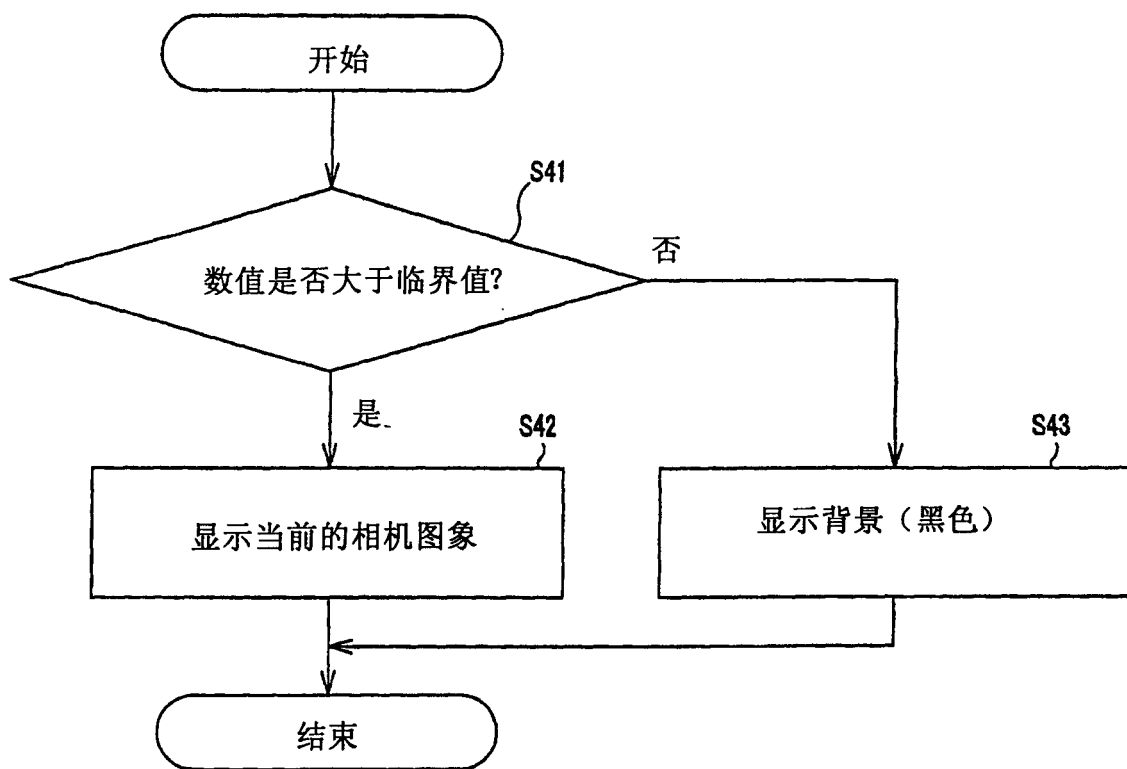 开始
S41
数值是否大于临界值?
否
是
S42
显示当前的相机图象
S43
显示背景（黑色）
结束